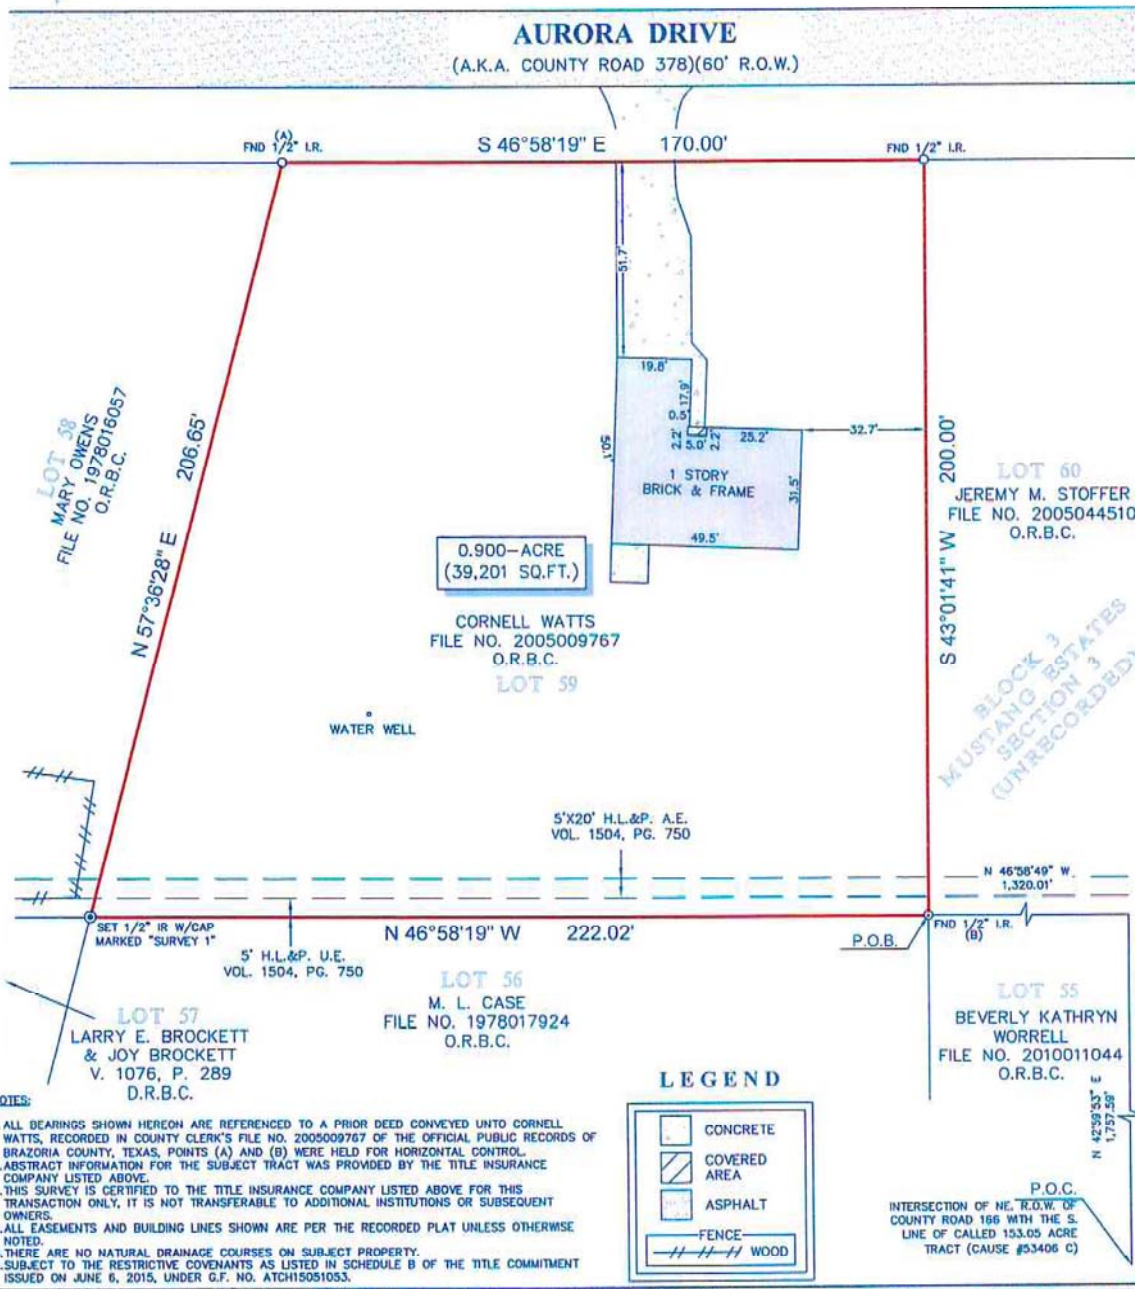 AURORA DRIVE
(A.K.A. COUNTY ROAD 378)(60' R.O.W.)
(A)
FND 1/2" I.R.
S 46°58'19" E 170.00'
FND 1/2" I.R.
51.7'
19.8'
17.9'
0.5'
2.2'
5.0'
2.2'
25.2'
32.7'
50.1'
1 STORY
BRICK & FRAME
31.5'
49.5'
LOT 58
MARY OWENS
FILE NO. 1978016057
O.R.B.C.
N 57°36'28" E 206.65'
S 43°01'41" W 200.00'
LOT 60
JEREMY M. STOFFER
FILE NO. 2005044510
O.R.B.C.
0.900-ACRE
(39,201 SQ.FT.)
CORNELL WATTS
FILE NO. 2005009767
O.R.B.C.
LOT 59
BLOCK 3
MUSTANG ESTATES
SECTION 3
(UNRECORDED)
WATER WELL
5'X20' H.L.&P. A.E.
VOL. 1504, PG. 750
N 46°58'49" W
1,320.01'
SET 1/2" IR W/CAP
MARKED "SURVEY 1"
N 46°58'19" W 222.02'
P.O.B.
FND 1/2" I.R.
(B)
5' H.L.&P. U.E.
VOL. 1504, PG. 750
LOT 56
M. L. CASE
FILE NO. 1978017924
O.R.B.C.
LOT 57
LARRY E. BROCKETT
& JOY BROCKETT
V. 1076, P. 289
D.R.B.C.
LOT 55
BEVERLY KATHRYN
WORRELL
FILE NO. 2010011044
O.R.B.C.
N 42°59'53" E
1,757.59'
P.O.C.
INTERSECTION OF NE. R.O.W. OF
COUNTY ROAD 166 WITH THE S.
LINE OF CALLED 153.05 ACRE
TRACT (CAUSE #53406 C)
LEGEND
CONCRETE
COVERED
AREA
ASPHALT
FENCE
WOOD
OTES:
ALL BEARINGS SHOWN HEREON ARE REFERENCED TO A PRIOR DEED CONVEYED UNTO CORNELL
WATTS, RECORDED IN COUNTY CLERK'S FILE NO. 2005009767 OF THE OFFICIAL PUBLIC RECORDS OF
BRAZORIA COUNTY, TEXAS, POINTS (A) AND (B) WERE HELD FOR HORIZONTAL CONTROL.
.ABSTRACT INFORMATION FOR THE SUBJECT TRACT WAS PROVIDED BY THE TITLE INSURANCE
COMPANY LISTED ABOVE.
.THIS SURVEY IS CERTIFIED TO THE TITLE INSURANCE COMPANY LISTED ABOVE FOR THIS
TRANSACTION ONLY, IT IS NOT TRANSFERABLE TO ADDITIONAL INSTITUTIONS OR SUBSEQUENT
OWNERS.
.ALL EASEMENTS AND BUILDING LINES SHOWN ARE PER THE RECORDED PLAT UNLESS OTHERWISE
NOTED.
.THERE ARE NO NATURAL DRAINAGE COURSES ON SUBJECT PROPERTY.
.SUBJECT TO THE RESTRICTIVE COVENANTS AS LISTED IN SCHEDULE B OF THE TITLE COMMITMENT
ISSUED ON JUNE 6, 2015, UNDER G.F. NO. ATCH15051053.